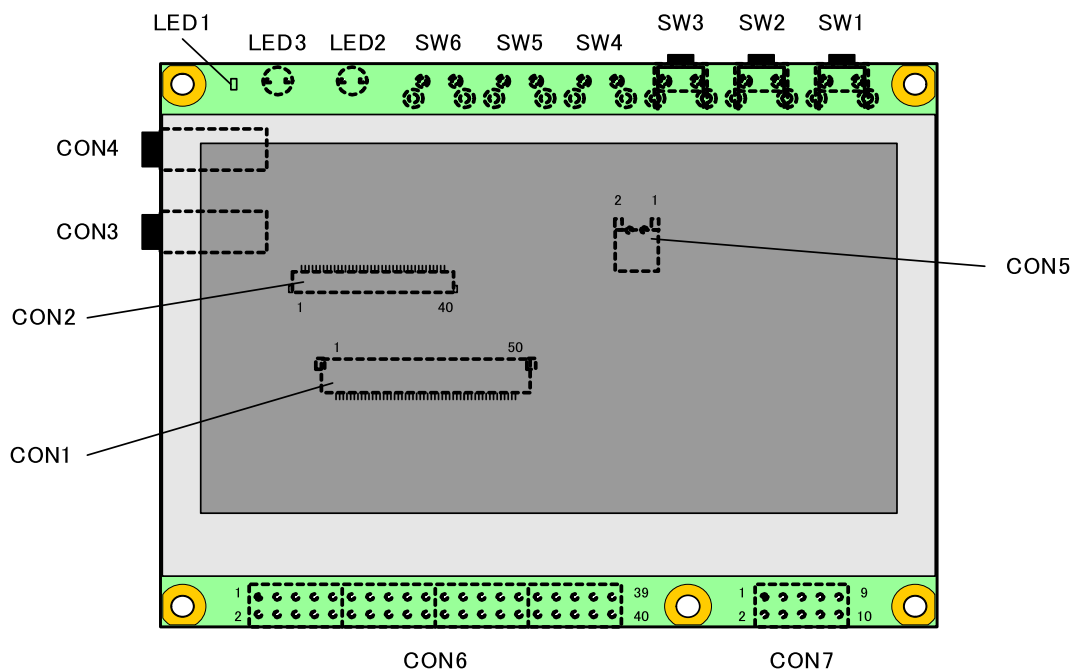 LED1
LED3
LED2
SW6
SW5
SW4
SW3
SW2
SW1
CON4
CON3
2 1
CON5
CON2
1 40
1 50
CON1
1 39
2 40
1 9
2 10
CON6
CON7